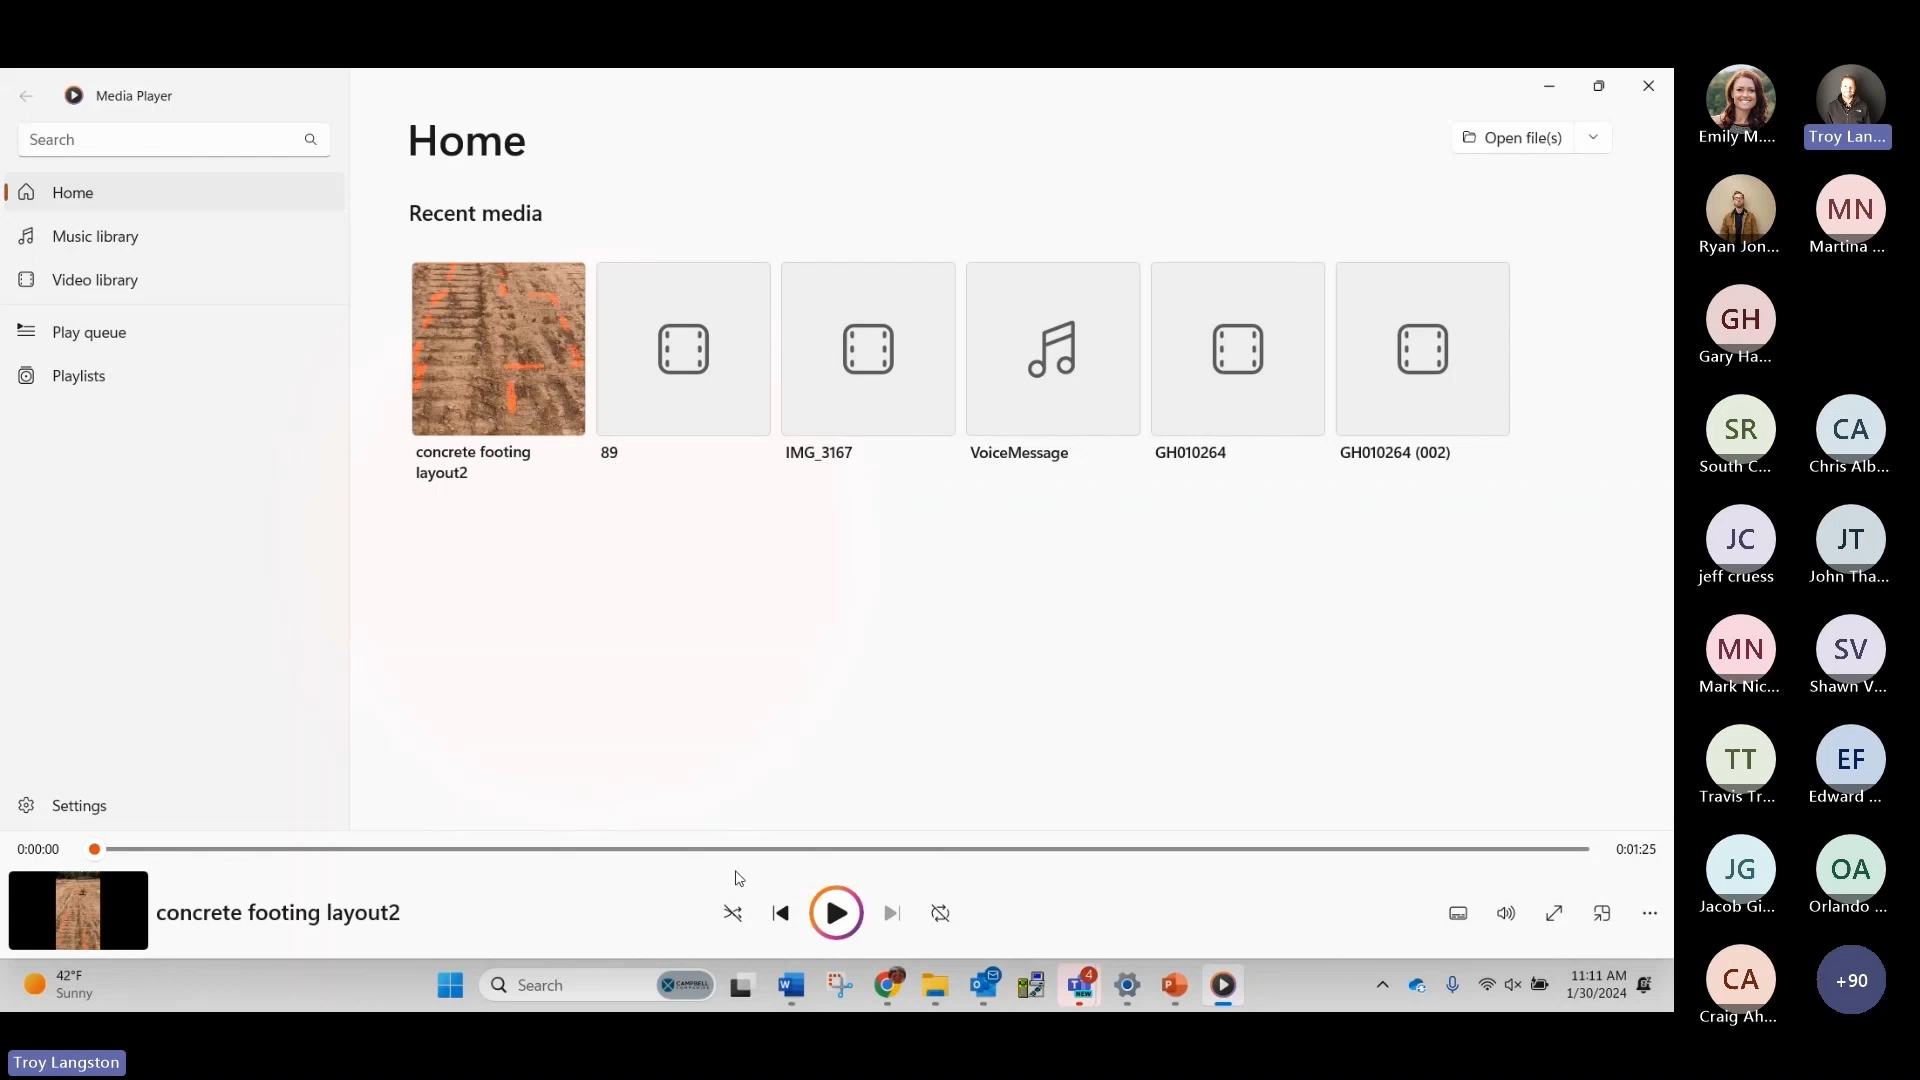 Media Player
Search
Home
Music library
Video library
Play queue
Playlists
Settings
Home
Open file(s)
Recent media
concrete footing
layout2
89
IMG_3167
VoiceMessage
GH010264
GH010264 (002)
0:00:00
0:01:25
concrete footing layout2
42°F
Sunny
Search
CAMPBELL
4
NEW
11:11 AM
1/30/2024
Troy Langston
Emily M....
Troy Lan...
Ryan Jon...
MN
Martina ...
GH
Gary Ha...
SR
South C...
CA
Chris Alb...
JC
jeff cruess
JT
John Tha...
MN
Mark Nic...
SV
Shawn V...
TT
Travis Tr...
EF
Edward ...
JG
Jacob Gi...
OA
Orlando ...
CA
Craig Ah...
+90